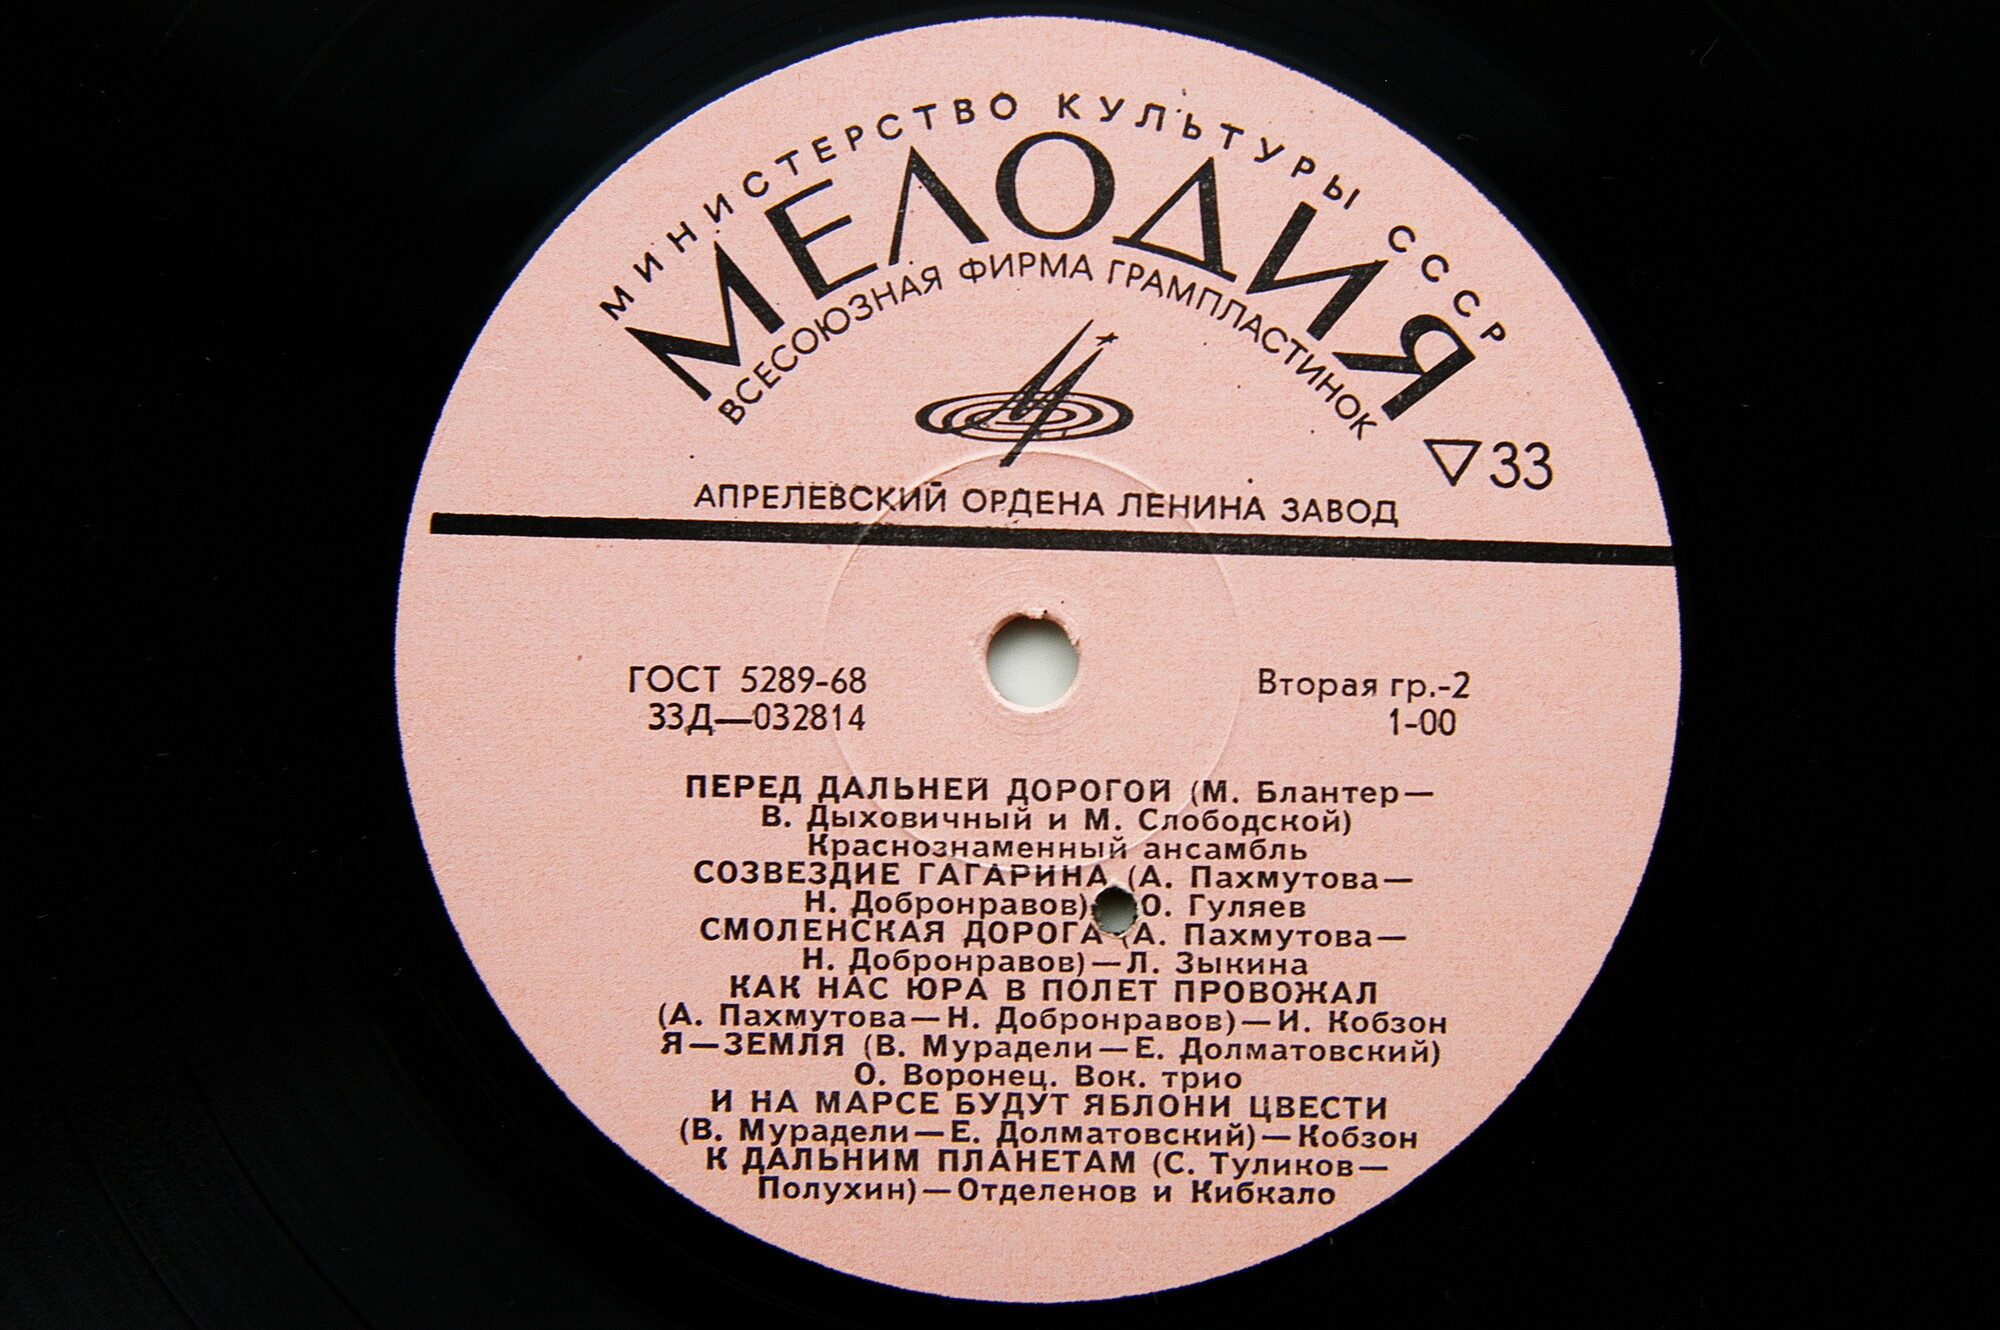 МИНИСТЕРСТВО КУЛЬТУРЫ СССР
МЕЛОДИЯ
ВСЕСОЮЗНАЯ ФИРМА ГРАМПЛАСТИНОК
▽33
АПРЕЛЕВСКИЙ ОРДЕНА ЛЕНИНА ЗАВОД
ГОСТ 5289-68
33Д—032814
Вторая гр.-2
1-00
ПЕРЕД ДАЛЬНЕЙ ДОРОГОЙ (М. Блантер—
В. Дыховичный и М. Слободской)
Краснознаменный ансамбль
СОЗВЕЗДИЕ ГАГАРИНА (А. Пахмутова—
Н. Добронравов) О. Гуляев
СМОЛЕНСКАЯ ДОРОГА (А. Пахмутова—
Н. Добронравов)—Л. Зыкина
КАК НАС ЮРА В ПОЛЕТ ПРОВОЖАЛ
(А. Пахмутова—Н. Добронравов)—И. Кобзон
Я—ЗЕМЛЯ (В. Мурадели—Е. Долматовский)
О. Воронец. Вок. трио
И НА МАРСЕ БУДУТ ЯБЛОНИ ЦВЕСТИ
(В. Мурадели—Е. Долматовский)—Кобзон
К ДАЛЬНИМ ПЛАНЕТАМ (С. Туликов—
Полухин)—Отделенов и Кибкало